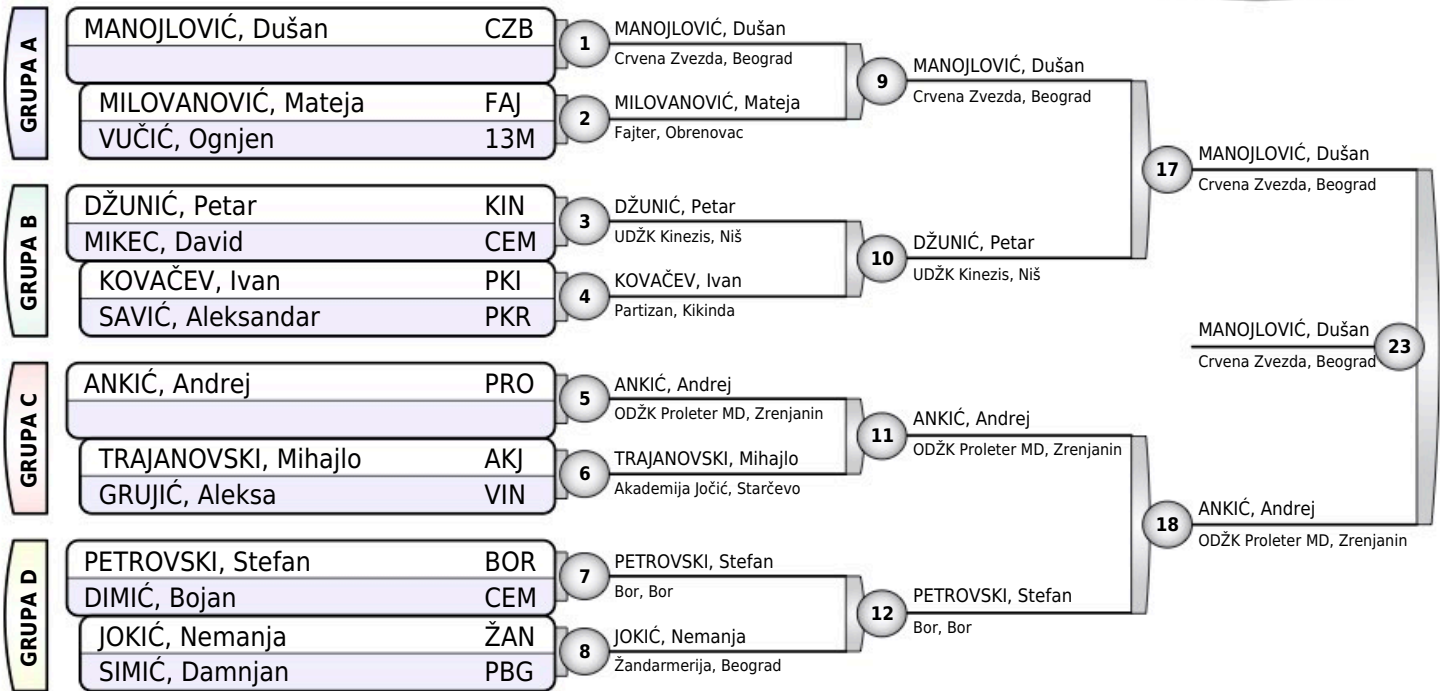 GRUPA A
MANOJLOVIĆ, Dušan CZB
MILOVANOVIĆ, Mateja FAJ
VUČIĆ, Ognjen 13M
GRUPA B
DŽUNIĆ, Petar KIN
MIKEC, David CEM
KOVAČEV, Ivan PKI
SAVIĆ, Aleksandar PKR
GRUPA C
ANKIĆ, Andrej PRO
TRAJANOVSKI, Mihajlo AKJ
GRUJIĆ, Aleksa VIN
GRUPA D
PETROVSKI, Stefan BOR
DIMIĆ, Bojan CEM
JOKIĆ, Nemanja ŽAN
SIMIĆ, Damnjan PBG
1
MANOJLOVIĆ, Dušan
Crvena Zvezda, Beograd
2
MILOVANOVIĆ, Mateja
Fajter, Obrenovac
3
DŽUNIĆ, Petar
UDŽK Kinezis, Niš
4
KOVAČEV, Ivan
Partizan, Kikinda
5
ANKIĆ, Andrej
ODŽK Proleter MD, Zrenjanin
6
TRAJANOVSKI, Mihajlo
Akademija Jočić, Starčevo
7
PETROVSKI, Stefan
Bor, Bor
8
JOKIĆ, Nemanja
Žandarmerija, Beograd
9
MANOJLOVIĆ, Dušan
Crvena Zvezda, Beograd
10
DŽUNIĆ, Petar
UDŽK Kinezis, Niš
11
ANKIĆ, Andrej
ODŽK Proleter MD, Zrenjanin
12
PETROVSKI, Stefan
Bor, Bor
17
MANOJLOVIĆ, Dušan
Crvena Zvezda, Beograd
18
ANKIĆ, Andrej
ODŽK Proleter MD, Zrenjanin
MANOJLOVIĆ, Dušan
Crvena Zvezda, Beograd
23